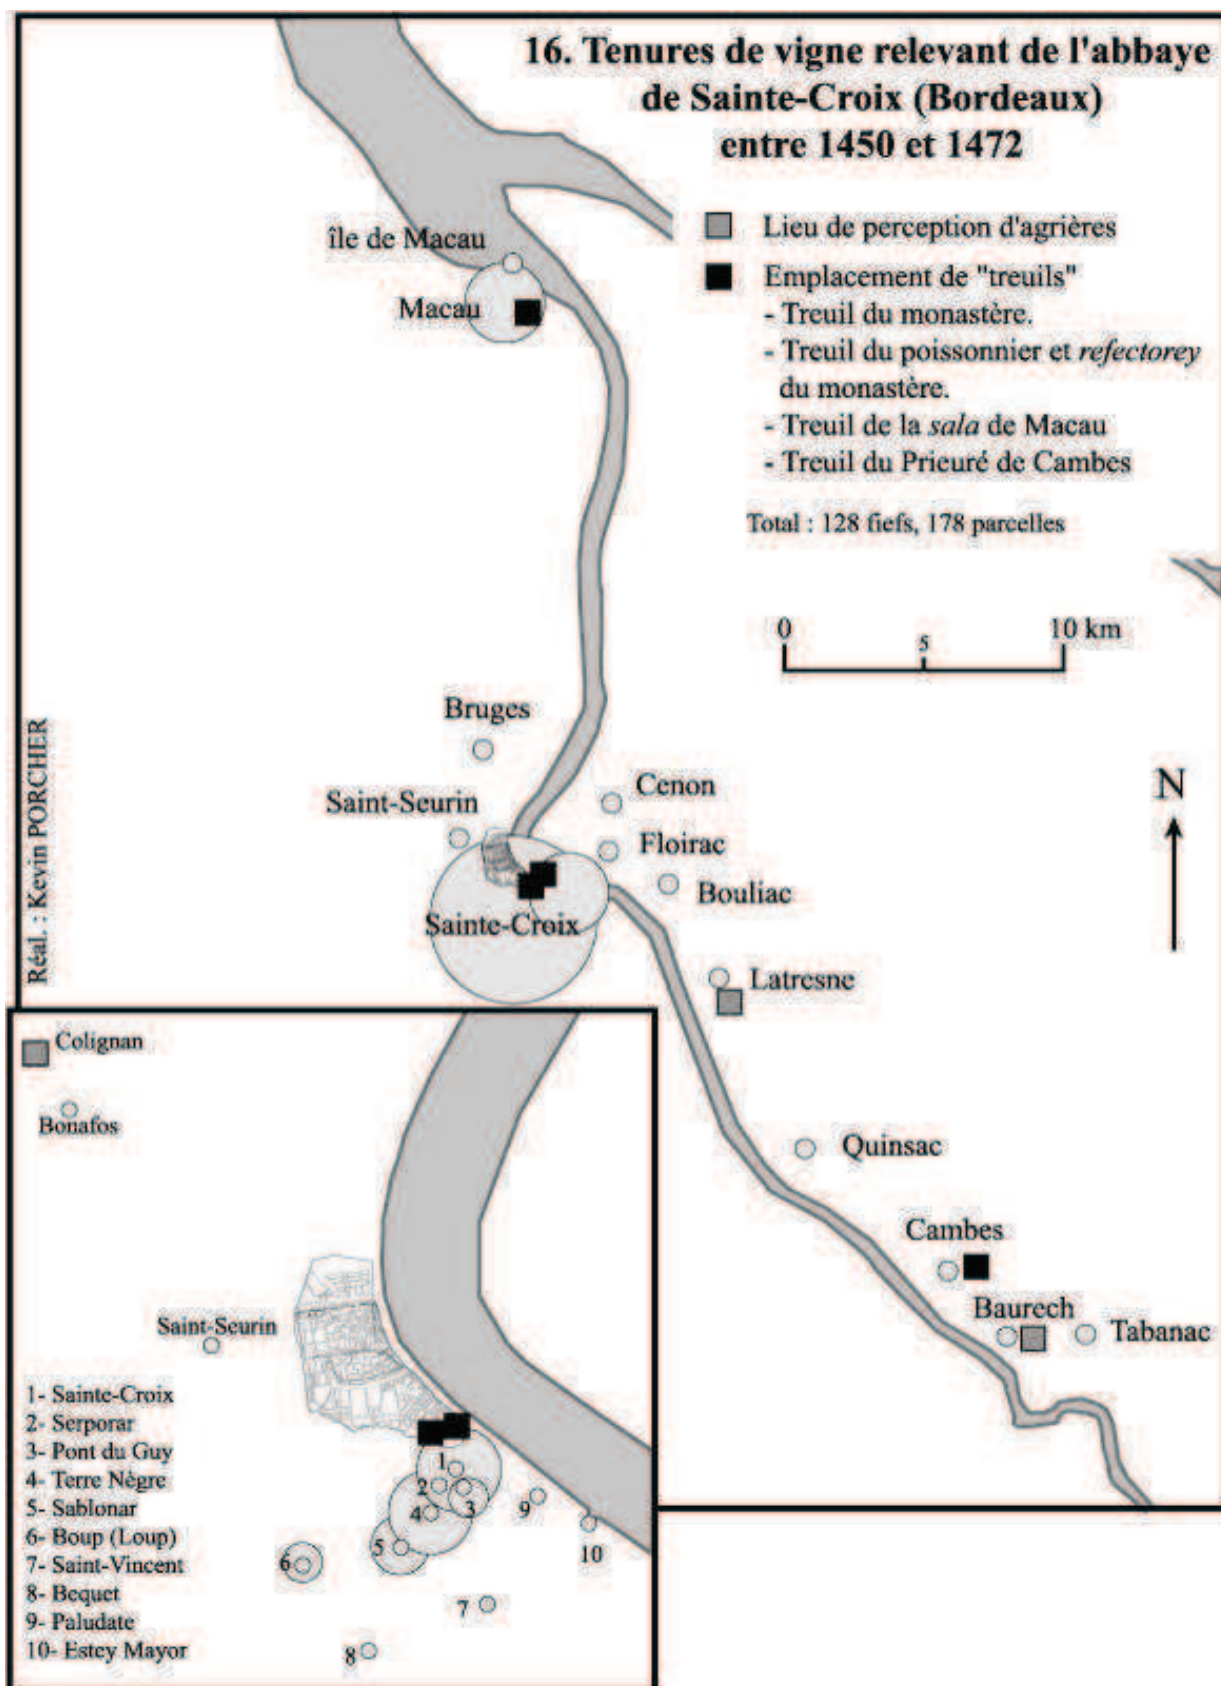 16. Tenures de vigne relevant de l'abbaye
de Sainte-Croix (Bordeaux)
entre 1450 et 1472
Lieu de perception d'agrières
Emplacement de "treuils"
- Treuil du monastère.
- Treuil du poissonnier et refectorey
du monastère.
- Treuil de la sala de Macau
- Treuil du Prieuré de Cambes
Total : 128 fiefs, 178 parcelles
0 5 10 km
N
île de Macau
Macau
Bruges
Saint-Seurin
Cenon
Floirac
Bouliac
Sainte-Croix
Latresne
Quinsac
Cambes
Baurech
Tabanac
Réal. : Kevin PORCHER
Colignan
Bonafos
Saint-Seurin
1- Sainte-Croix
2- Serporar
3- Pont du Guy
4- Terre Nègre
5- Sablonar
6- Boup (Loup)
7- Saint-Vincent
8- Bequet
9- Paludate
10- Estey Mayor
1
2
3
4
5
6
7
8
9
10